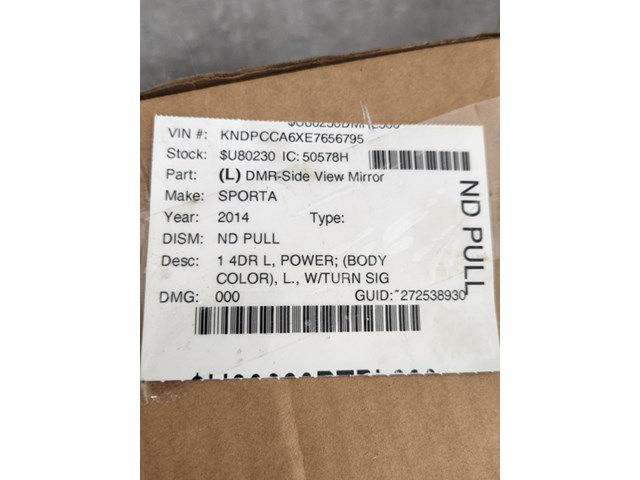 VIN #: KNDPCCA6XE7656795
Stock: $U80230 IC: 50578H
Part: (L) DMR-Side View Mirror
Make: SPORTA
Year: 2014 Type:
DISM: ND PULL
Desc: 1 4DR L, POWER; (BODY
COLOR), L., W/TURN SIG
DMG: 000 GUID: 272538930
ND PULL